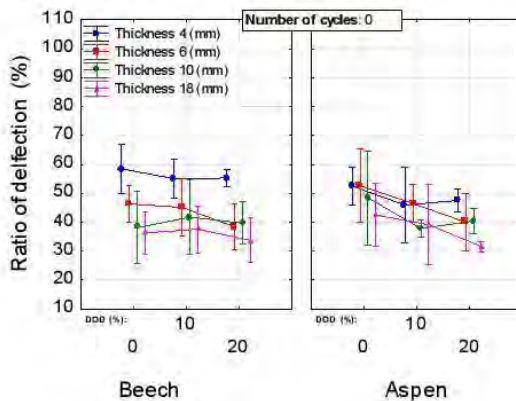 Number of cycles: 0
Thickness 4 (mm)
Thickness 6 (mm)
Thickness 10 (mm)
Thickness 18 (mm)
Ratio of delfection (%)
110
100
90
80
70
60
50
40
30
20
10
DOD (%): 10 10
0 20 0 20
Beech Aspen